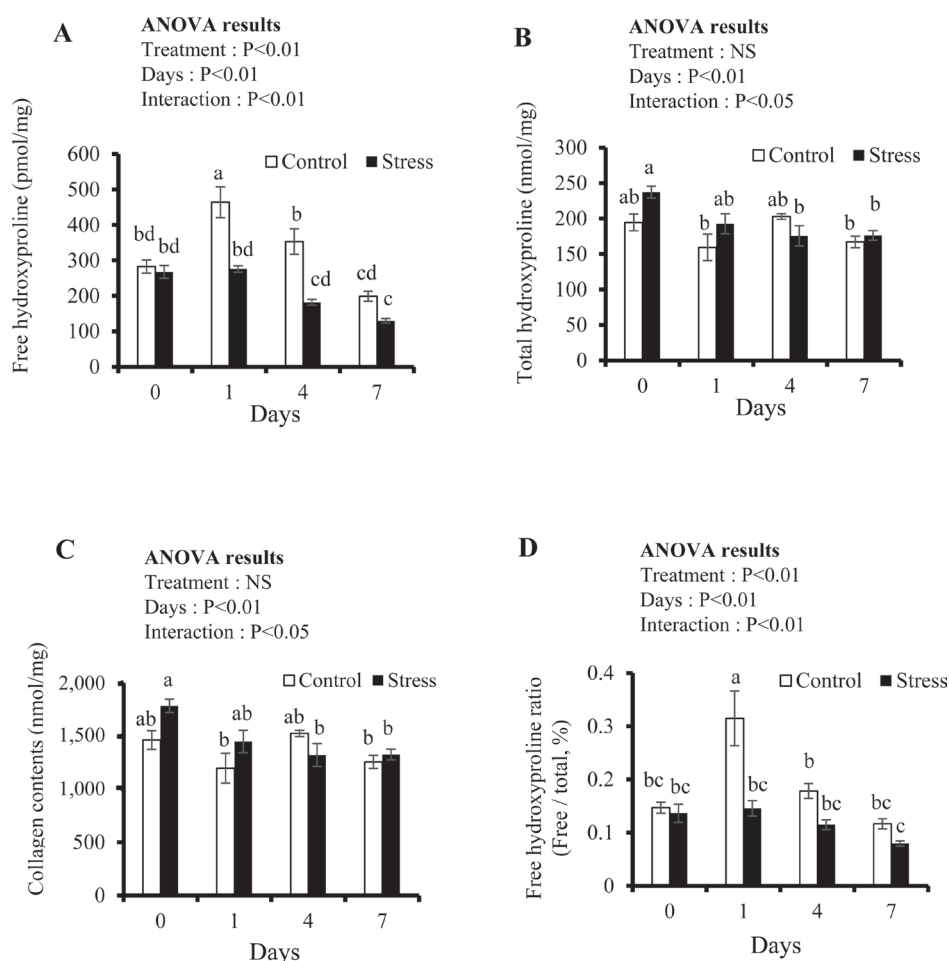 A
ANOVA results
Treatment : P<0.01
Days : P<0.01
Interaction : P<0.01
Free hydroxyproline (pmol/mg)
600
500
400
300
200
100
0
Control
Stress
bd bd
a
bd
b
cd
cd
c
0 1 4 7
Days
B
ANOVA results
Treatment : NS
Days : P<0.01
Interaction : P<0.05
Total hydroxyproline (nmol/mg)
300
250
200
150
100
50
0
Control
Stress
ab
a
b
ab
ab
b
b
b
0 1 4 7
Days
C
ANOVA results
Treatment : NS
Days : P<0.01
Interaction : P<0.05
Collagen contents (nmol/mg)
2,000
1,500
1,000
500
0
Control
Stress
ab
a
b
ab
ab
b
b
b
0 1 4 7
Days
D
ANOVA results
Treatment : P<0.01
Days : P<0.01
Interaction : P<0.01
Free hydroxyproline ratio
(Free / total, %)
0.4
0.3
0.2
0.1
0
Control
Stress
bc bc
a
bc
b
bc
bc
c
0 1 4 7
Days